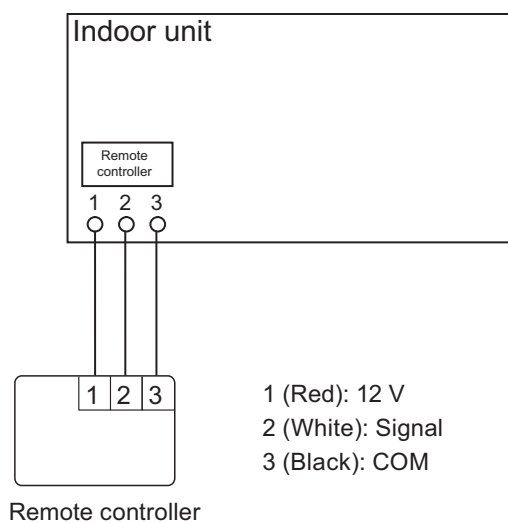 Indoor unit
Remote
controller
1 2 3
1 2 3
1 (Red): 12 V
2 (White): Signal
3 (Black): COM
Remote controller